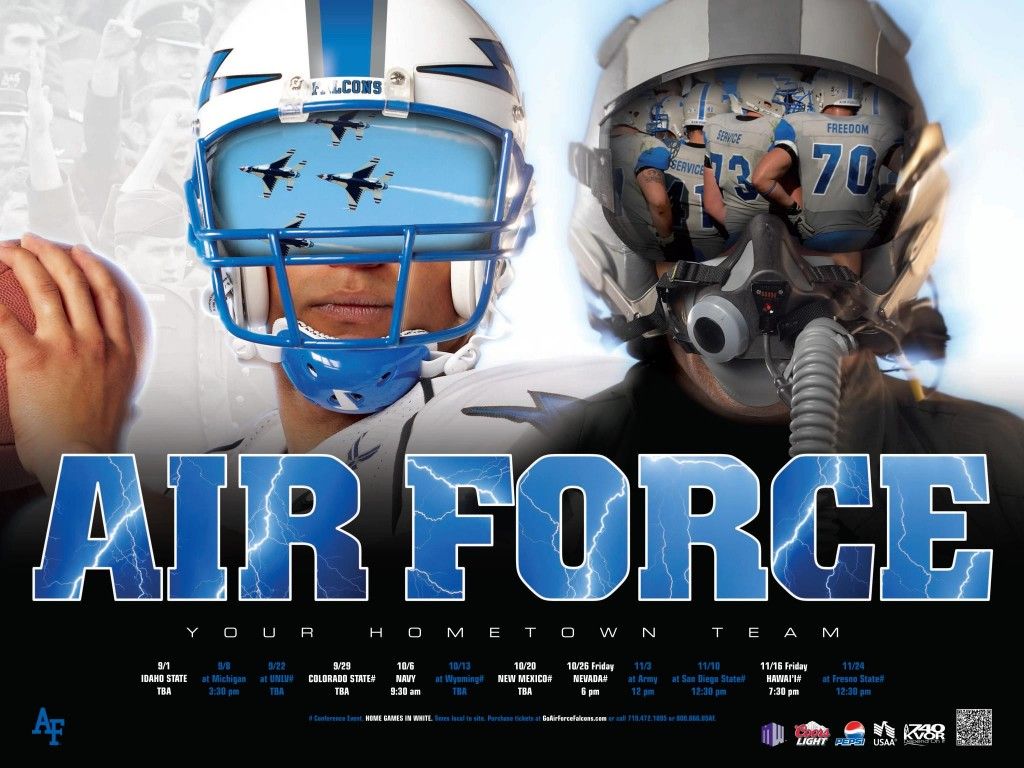 FALCONS
SERVICE
FREEDOM
SERVICE
73
70
AIR FORCE
YOUR HOMETOWN TEAM
9/1
IDAHO STATE
TBA
9/8
at Michigan
3:30 pm
9/22
at UNLV#
TBA
9/29
COLORADO STATE#
TBA
10/6
NAVY
9:30 am
10/13
at Wyoming#
TBA
10/20
NEW MEXICO#
TBA
10/26 Friday
NEVADA#
6 pm
11/3
at Army
12 pm
11/10
at San Diego State#
12:30 pm
11/16 Friday
HAWAI'I#
7:30 pm
11/24
at Fresno State#
12:30 pm
# Conference Event. HOME GAMES IN WHITE. Times local to site. Purchase tickets at GoAirForceFalcons.com or call 719.472.1895 or 800.666.USAF.
AF
MW
Coors LIGHT
PEPSI
USAA
740 KVOR